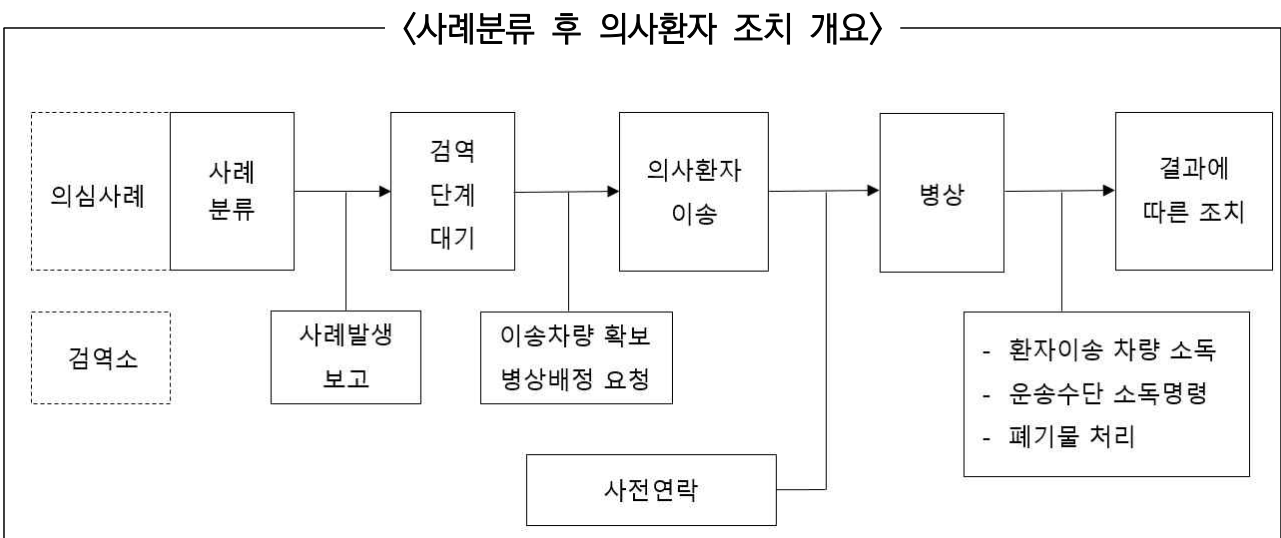 <사례분류 후 의사환자 조치 개요>
의심사례
사례
분류
검역
단계
대기
의사환자
이송
병상
결과에
따른 조치
검역소
사례발생
보고
이송차량 확보
병상배정 요청
- 환자이송 차량 소독
- 운송수단 소독명령
- 폐기물 처리
사전연락